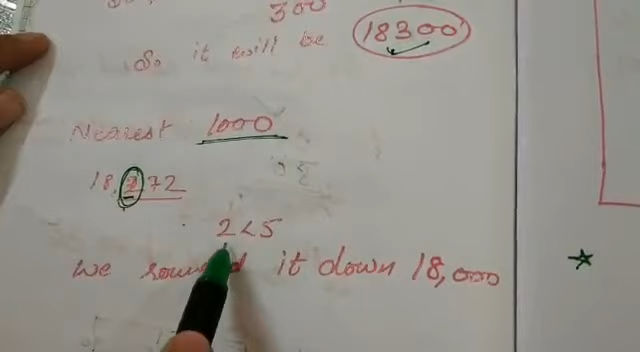 300
So it will be 18300
Nearest 1000
18,272
2<5
We round it down 18,000